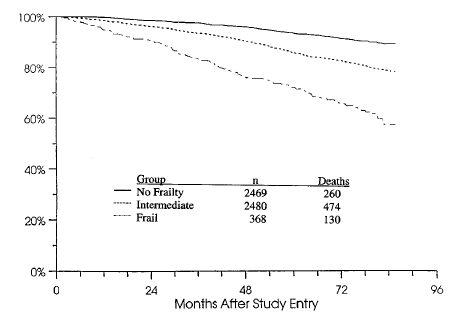 100%
80%
60%
40%
20%
0%
Group n Deaths
No Frailty 2469 260
Intermediate 2480 474
Frail 368 130
0 24 48 72 96
Months After Study Entry